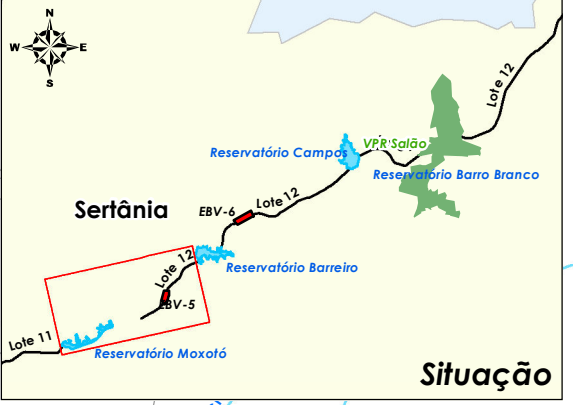 N
W E
S
Lote 12
VPR Salão
Reservatório Campos
Reservatório Barro Branco
Lote 12
EBV-6
Sertânia
Lote 12
Reservatório Barreiro
EBV-5
Lote 11
Reservatório Moxotó
Situação